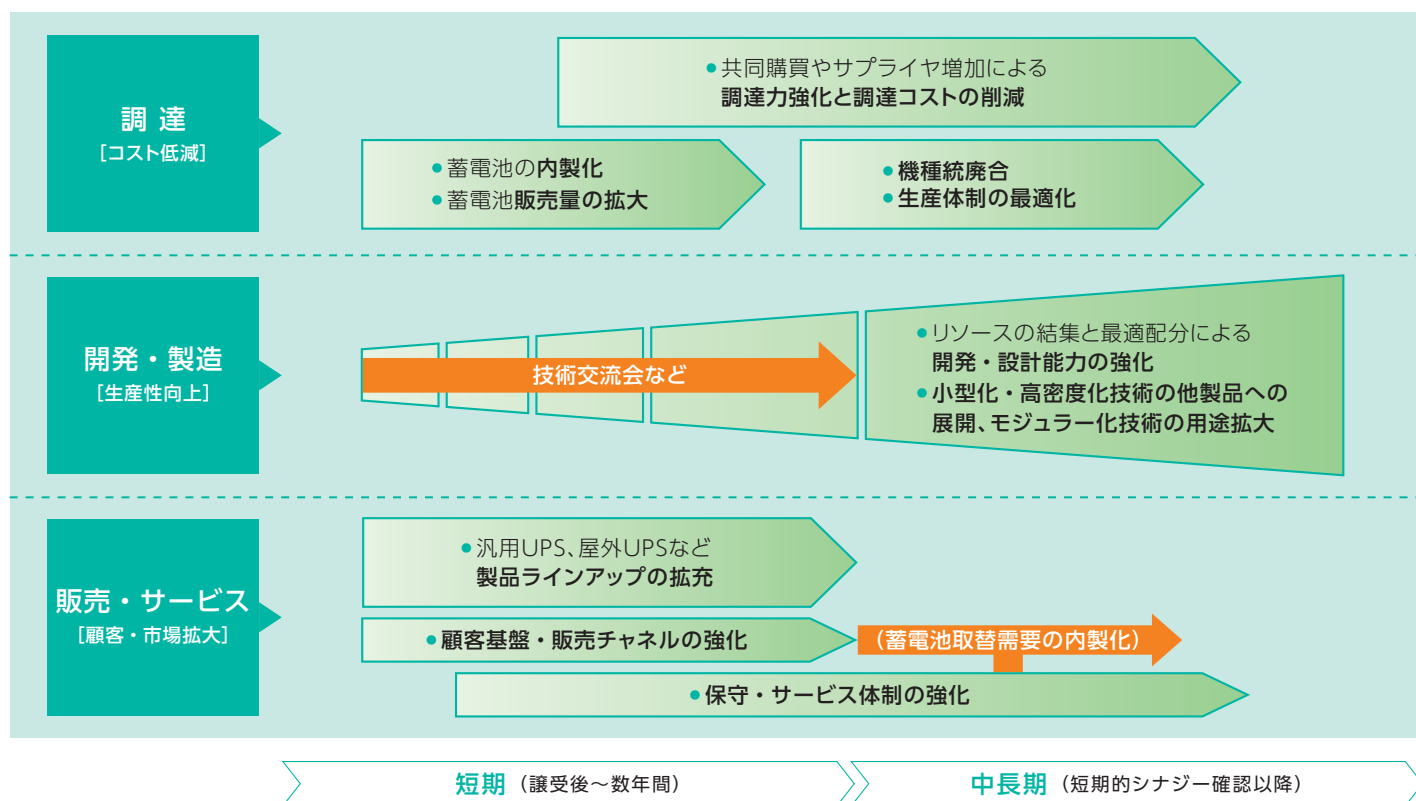 調 達
[コスト低減]
●共同購買やサプライヤ増加による
調達力強化と調達コストの削減
●蓄電池の内製化
●蓄電池販売量の拡大
●機種統廃合
●生産体制の最適化
開発・製造
[生産性向上]
技術交流会など
●リソースの結集と最適配分による
開発・設計能力の強化
●小型化・高密度化技術の他製品への
展開、モジュラー化技術の用途拡大
販売・サービス
[顧客・市場拡大]
●汎用UPS、屋外UPSなど
製品ラインアップの拡充
●顧客基盤・販売チャネルの強化
(蓄電池取替需要の内製化)
●保守・サービス体制の強化
短期(譲受後〜数年間)
中長期(短期的シナジー確認以降)